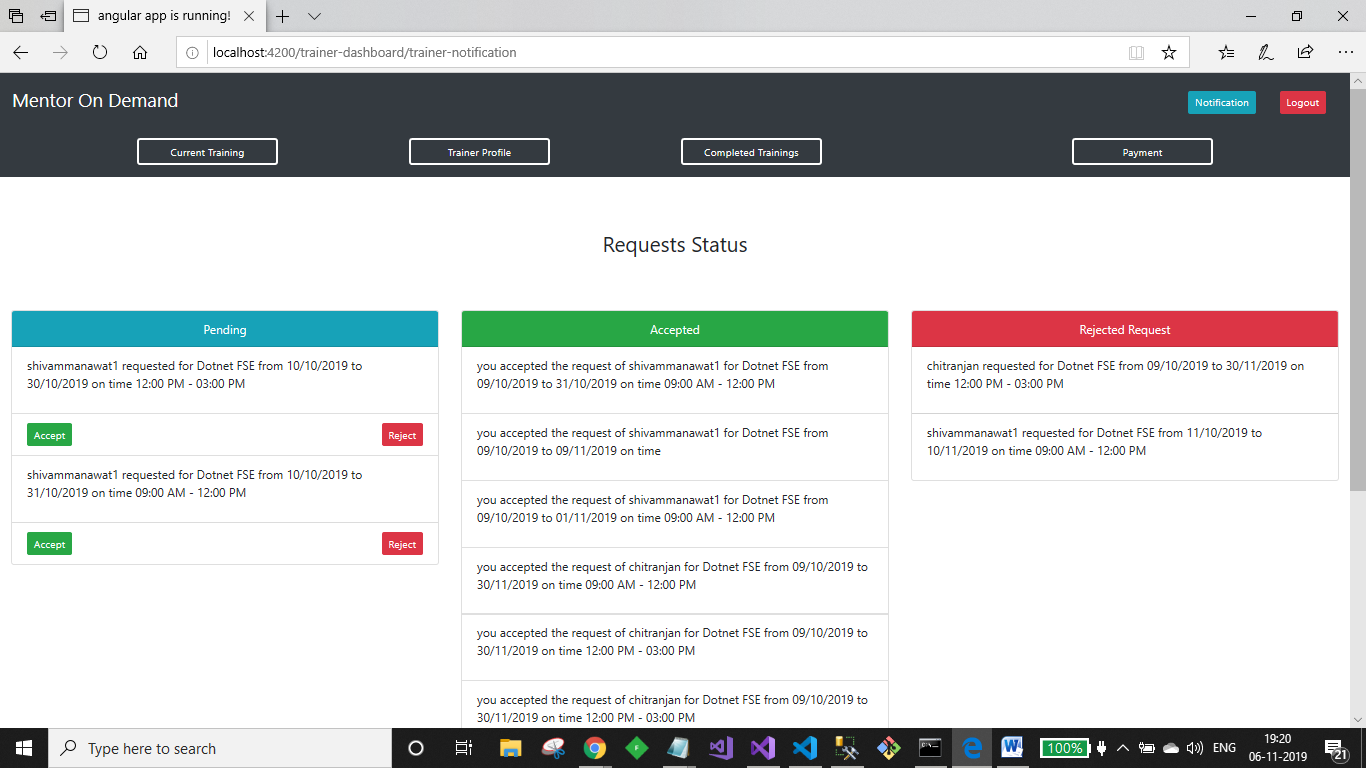 angular app is running!
localhost:4200/trainer-dashboard/trainer-notification
Mentor On Demand
Notification
Logout
Current Training
Trainer Profile
Completed Trainings
Payment
Requests Status
Pending
shivammanawat1 requested for Dotnet FSE from 10/10/2019 to
30/10/2019 on time 12:00 PM - 03:00 PM
Accept
Reject
shivammanawat1 requested for Dotnet FSE from 10/10/2019 to
31/10/2019 on time 09:00 AM - 12:00 PM
Accept
Reject
Accepted
you accepted the request of shivammanawat1 for Dotnet FSE from
09/10/2019 to 31/10/2019 on time 09:00 AM - 12:00 PM
you accepted the request of shivammanawat1 for Dotnet FSE from
09/10/2019 to 09/11/2019 on time
you accepted the request of shivammanawat1 for Dotnet FSE from
09/10/2019 to 01/11/2019 on time 09:00 AM - 12:00 PM
you accepted the request of chitranjan for Dotnet FSE from 09/10/2019 to
30/11/2019 on time 09:00 AM - 12:00 PM
you accepted the request of chitranjan for Dotnet FSE from 09/10/2019 to
30/11/2019 on time 12:00 PM - 03:00 PM
you accepted the request of chitranjan for Dotnet FSE from 09/10/2019 to
30/11/2019 on time 12:00 PM - 03:00 PM
Rejected Request
chitranjan requested for Dotnet FSE from 09/10/2019 to 30/11/2019 on
time 12:00 PM - 03:00 PM
shivammanawat1 requested for Dotnet FSE from 11/10/2019 to
10/11/2019 on time 09:00 AM - 12:00 PM
Type here to search
100%
ENG
19:20
06-11-2019
21